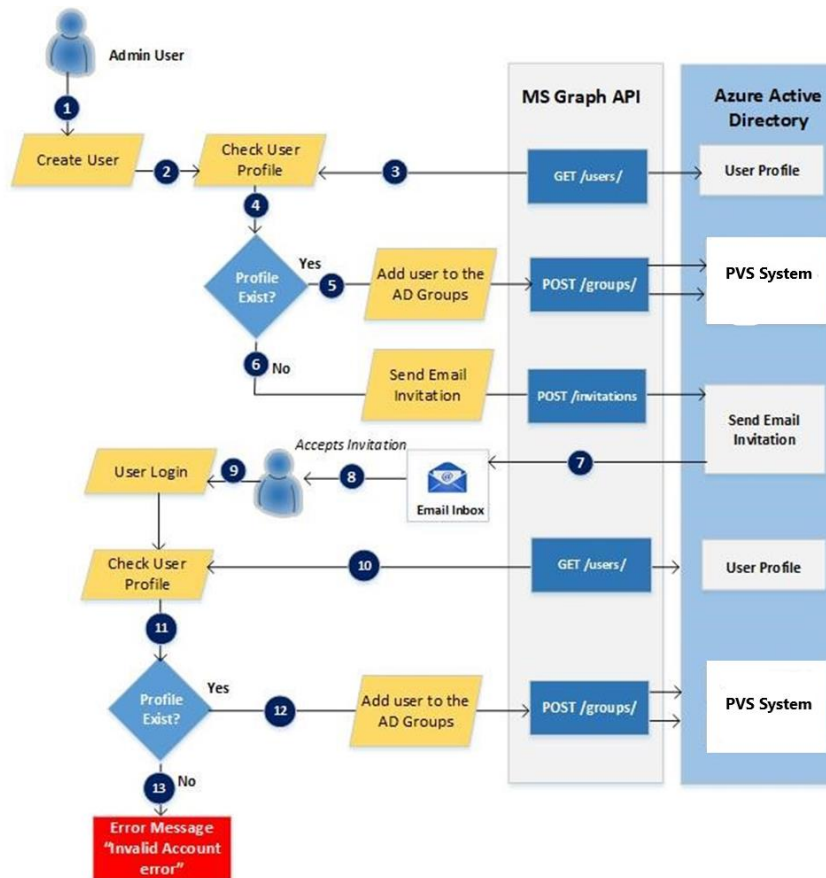 Admin User
MS Graph API
Azure Active
Directory
1
Create User
2
Check User
Profile
3
GET /users/
User Profile
4
Profile
Exist?
Yes
5
Add user to the
AD Groups
POST /groups/
PVS System
6
No
Send Email
Invitation
POST /invitations
Send Email
Invitation
Accepts Invitation
7
8
9
User Login
@
Email Inbox
Check User
Profile
10
GET /users/
User Profile
11
Profile
Exist?
Yes
12
Add user to the
AD Groups
POST /groups/
PVS System
13
No
Error Message
“Invalid Account
error”